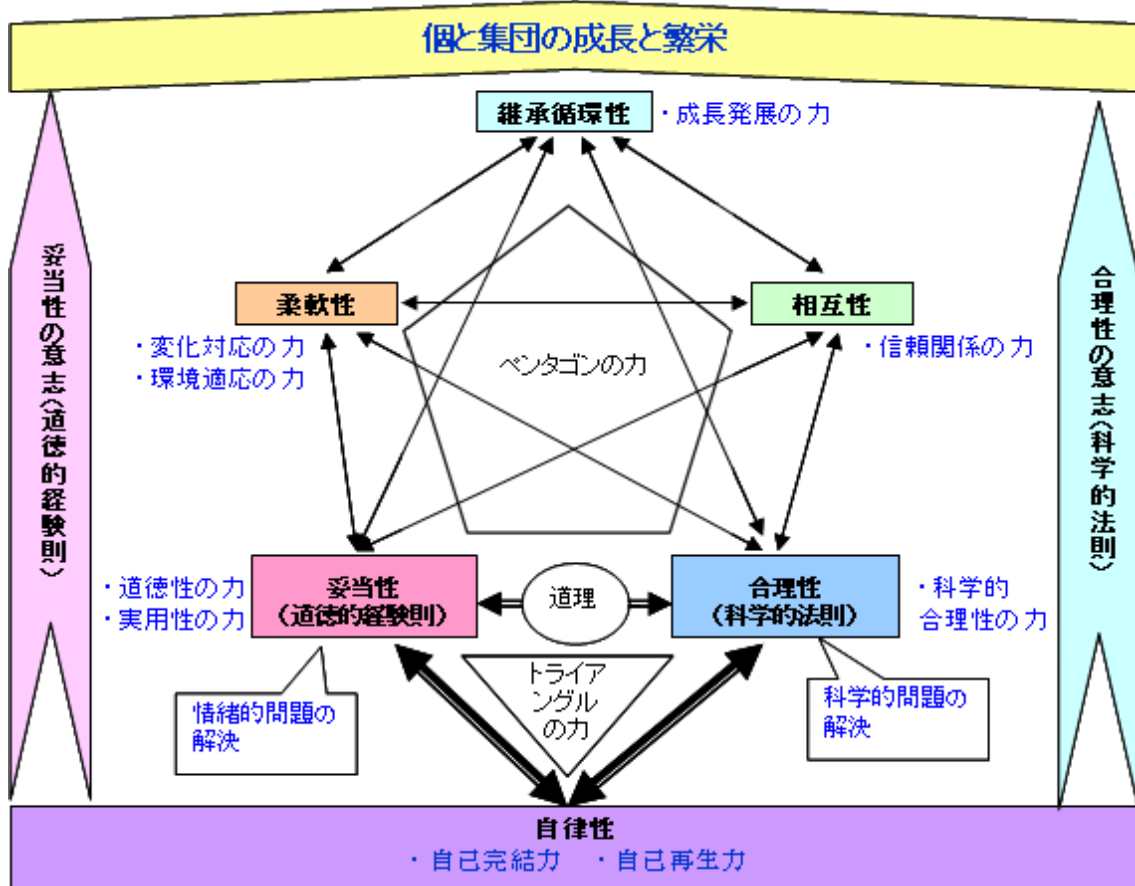 個と集団の成長と繁栄
継承循環性
・成長発展の力
柔軟性
・変化対応の力
・環境適応の力
相互性
・信頼関係の力
ペンタゴンの力
妥当性の意志(道徳的経験則)
合理性の意志(科学的法則)
・道徳性の力
・実用性の力
妥当性
(道徳的経験則)
道理
合理性
(科学的法則)
・科学的
合理性の力
トライア
ングル
の力
情緒的問題の
解決
科学的問題の
解決
自律性
・自己完結力 ・自己再生力